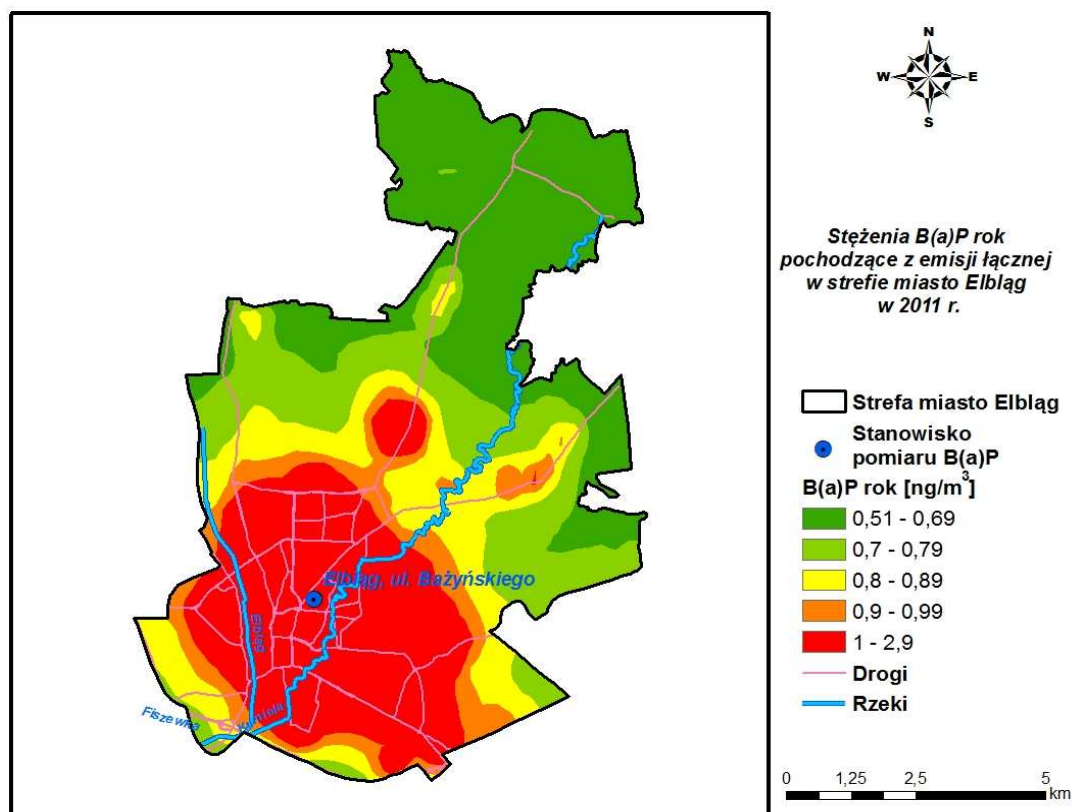 N
W E
S
Stężenia B(a)P rok
pochodzące z emisji łącznej
w strefie miasto Elbląg
w 2011 r.
Strefa miasto Elbląg
Stanowisko
pomiaru B(a)P
B(a)P rok [ng/m³]
0,51 - 0,69
0,7 - 0,79
0,8 - 0,89
0,9 - 0,99
1 - 2,9
Drogi
Rzeki
0 1,25 2,5 5
km
Elbląg, ul. Bażyńskiego
Elbląg
Fiszewka